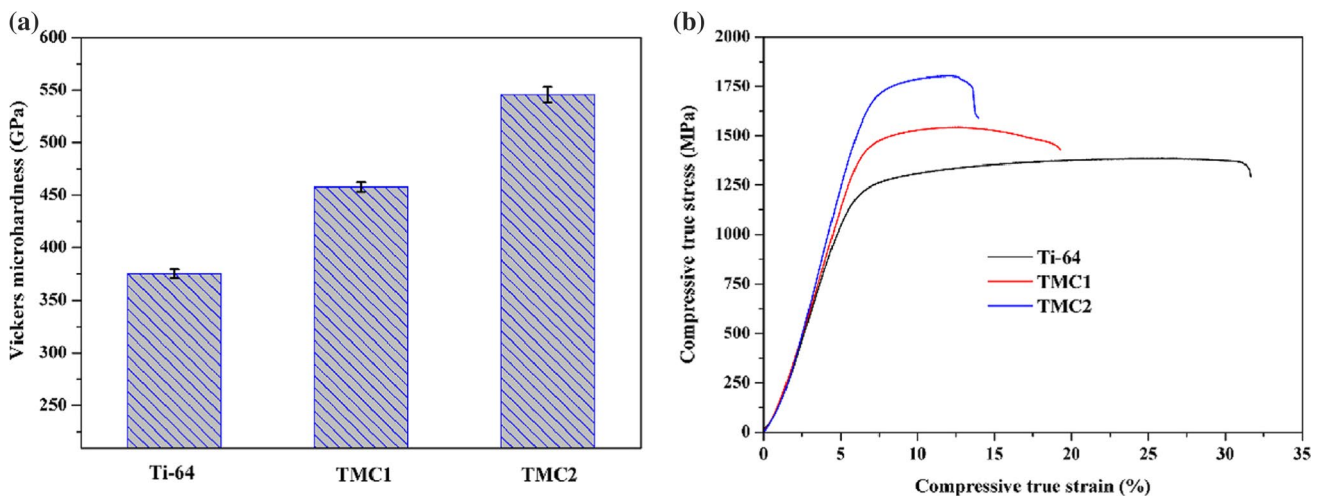 (a)
Vickers microhardness (GPa)
600
550
500
450
400
350
300
250
Ti-64 TMC1 TMC2
(b)
Compressive true stress (MPa)
2000
1750
1500
1250
1000
750
500
250
0
Ti-64
TMC1
TMC2
0 5 10 15 20 25 30 35
Compressive true strain (%)